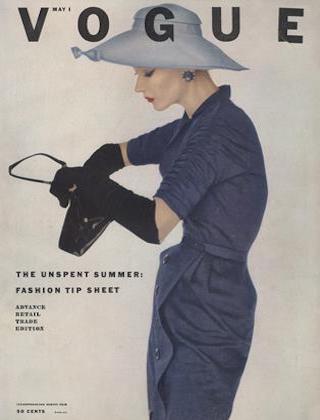 VOGUE
MAY 1
THE UNSPENT SUMMER:
FASHION TIP SHEET
ADVANCE
RETAIL
TRADE
EDITION
50 CENTS